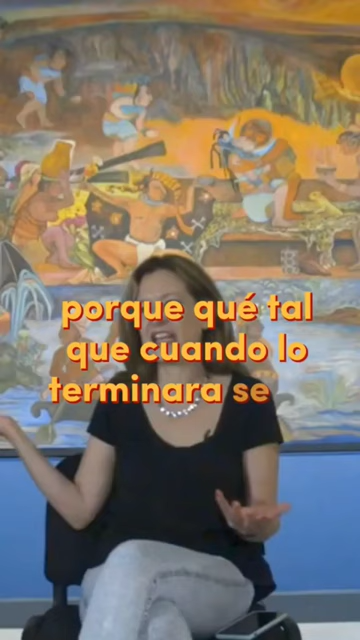 porque qué tal
que cuando lo
terminara se